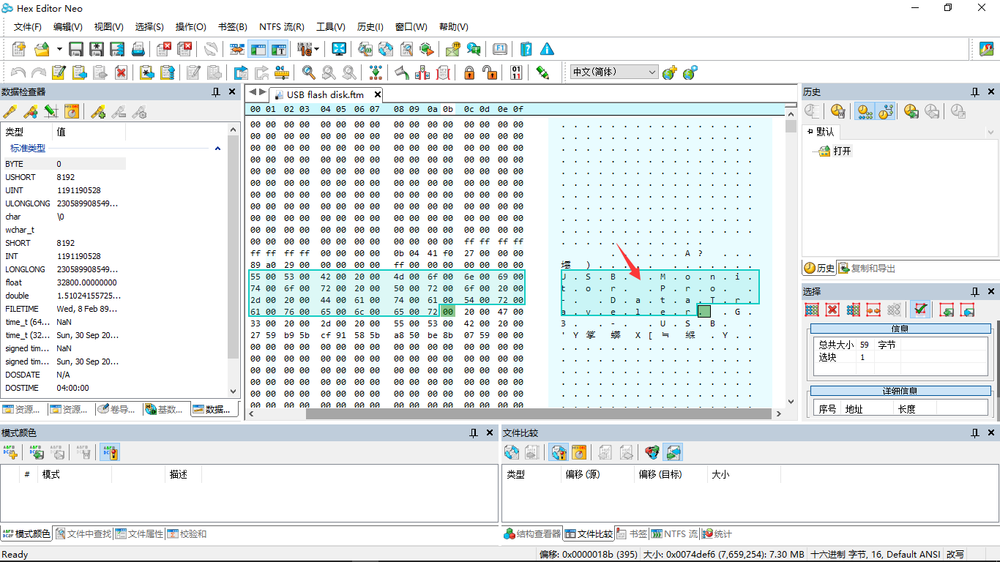 Hex Editor Neo
文件(F) 编辑(V) 视图(V) 选择(S) 操作(O) 书签(B) NTFS 流(R) 工具(V) 历史(I) 窗口(W) 帮助(V)
中文(简体)
数据检查器
类型 值
标准类型
BYTE 0
USHORT 8192
UINT 1191190528
ULONGLONG 230589908549...
char \0
wchar_t
SHORT 8192
INT 1191190528
LONGLONG 230589908549...
float 32800.00000000
double 1.51024155725...
FILETIME Wed, 8 Feb 89...
time_t (64... NaN
time_t (32... Sun, 30 Sep 20...
signed tim... NaN
signed tim... Sun, 30 Sep 20...
DOSDATE N/A
DOSTIME 04:00:00
资源... 资源... 卷导... 基数... 数据...
USB flash disk.ftm
00 01 02 03 04 05 06 07 08 09 0a 0b 0c 0d 0e 0f
00 00 00 00 00 00 00 00 00 00 00 00 00 00 00 00 . . . . . . . . . . . . . . . .
00 00 00 00 00 00 00 00 00 00 00 00 00 00 00 00 . . . . . . . . . . . . . . . .
00 00 00 00 00 00 00 00 00 00 00 00 00 00 00 00 . . . . . . . . . . . . . . . .
00 00 00 00 00 00 00 00 00 00 00 00 00 00 00 00 . . . . . . . . . . . . . . . .
00 00 00 00 00 00 00 00 00 00 00 00 00 00 00 00 . . . . . . . . . . . . . . . .
00 00 00 00 00 00 00 00 00 00 00 00 00 00 00 00 . . . . . . . . . . . . . . . .
00 00 00 00 00 00 00 00 00 00 00 00 00 00 00 00 . . . . . . . . . . . . . . . .
00 00 00 00 00 00 00 00 00 00 00 00 00 00 00 00 . . . . . . . . . . . . . . . .
00 00 00 00 00 00 00 00 00 00 00 00 00 00 00 00 . . . . . . . . . . . . . . . .
00 00 00 00 00 00 00 00 00 00 00 00 00 00 00 00 . . . . . . . . . . . . . . . .
00 00 00 00 00 00 00 00 00 00 00 00 ff ff ff ff . . . . . . . . . . . .
ff ff ff ff 00 00 00 00 0b 04 41 f0 27 00 00 00 . . . . . . A ? . . .
89 a0 29 00 00 00 00 00 ff 00 00 00 00 00 00 00 ) . . . . . . . . . . . . .
55 00 53 00 42 00 20 00 4d 00 6f 00 6e 00 69 00 U . S . B . . M . o . n . i .
74 00 6f 00 72 00 20 00 50 00 72 00 6f 00 20 00 t . o . r . . P . r . o . .
2d 00 20 00 44 00 61 00 74 00 61 00 54 00 72 00 - . . D . a . t . a . T . r .
61 00 76 00 65 00 6c 00 65 00 72 00 20 00 47 00 a . v . e . l . e . r . . G .
33 00 20 00 2d 00 20 00 55 00 53 00 42 00 20 00 3 . . - . . U . S . B . .
27 59 b9 5b cf 91 58 5b a8 50 be 8b 07 59 00 00 ' Y X [ . Y . .
00 00 00 00 00 00 00 00 00 00 00 00 00 00 00 00 . . . . . . . . . . . . . . . .
00 00 00 00 00 00 00 00 00 00 00 00 00 00 00 00 . . . . . . . . . . . . . . . .
00 00 00 00 00 00 00 00 00 00 00 00 00 00 00 00 . . . . . . . . . . . . . . . .
00 00 00 00 00 00 00 00 00 00 00 00 00 00 00 00 . . . . . . . . . . . . . . . .
00 00 00 00 00 00 00 00 00 00 00 00 00 00 00 00 . . . . . . . . . . . . . . . .
00 00 00 00 00 00 00 00 00 00 00 00 00 00 00 00 . . . . . . . . . . . . . . . .
历史
默认
打开
历史 复制和导出
选择
信息
总共大小 59 字节
选块 1
详细信息
序号 地址 长度
模式颜色
# 模式 描述
模式颜色 文件中查找 文件属性 校验和
文件比较
类型 偏移 (源) 偏移 (目标) 大小
结构查看器 文件比较 书签 NTFS 流 统计
Ready 偏移: 0x0000018b (395) 大小: 0x0074def6 (7,659,254): 7.30 MB 十六进制 字节, 16, Default ANSI 改写